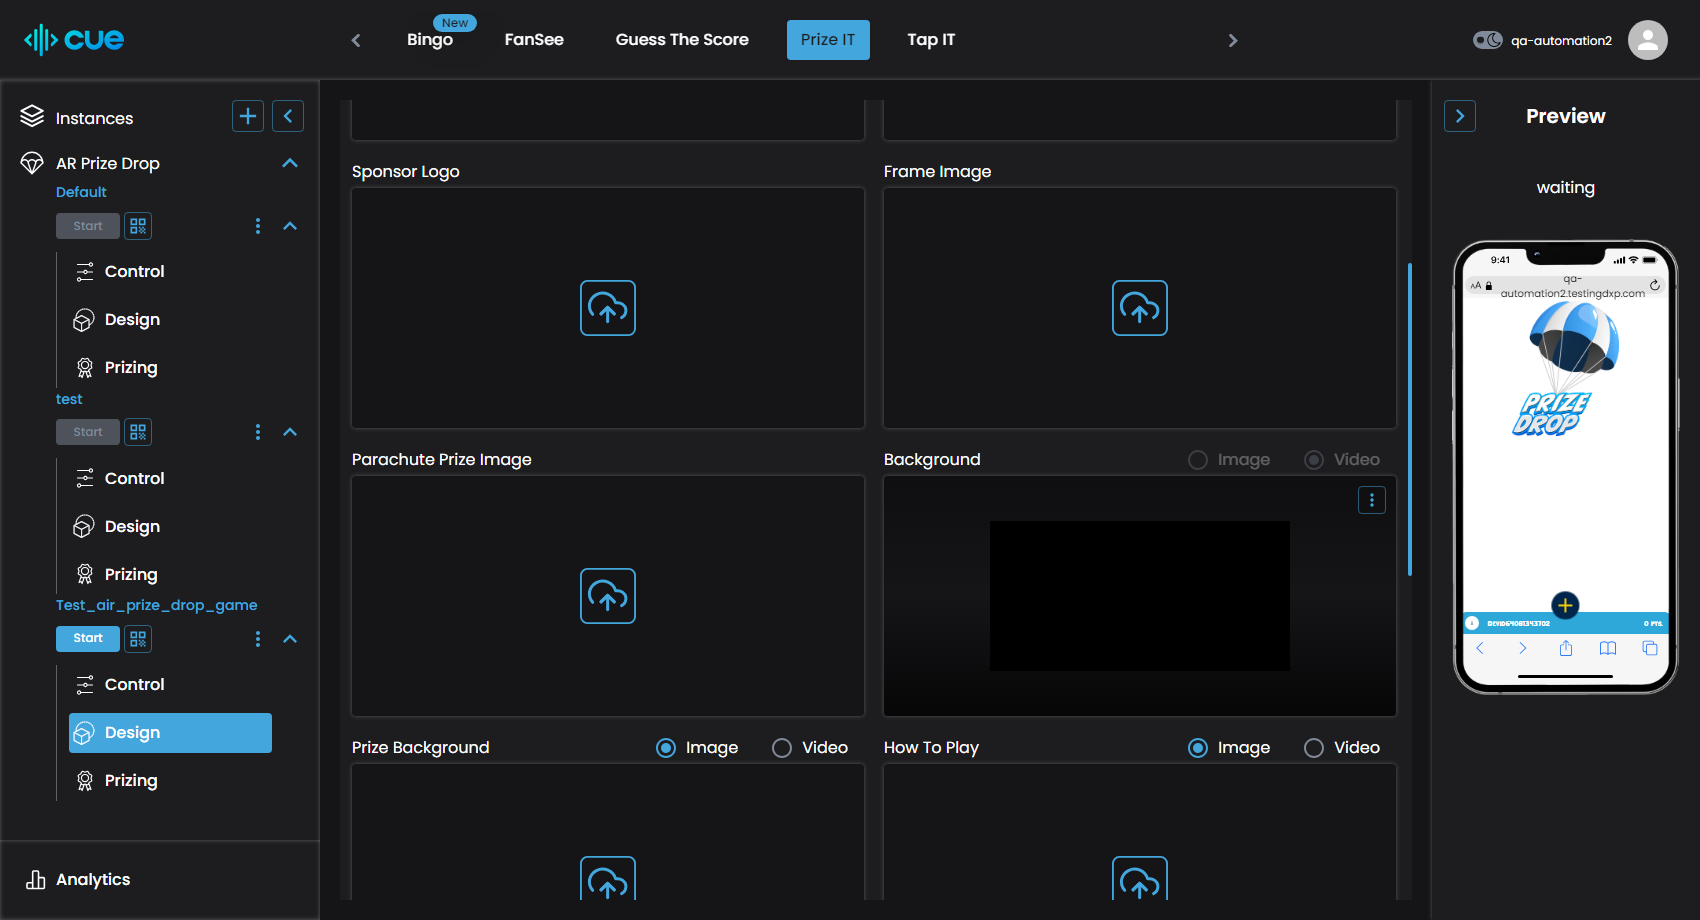 cue
New
Bingo
FanSee
Guess The Score
Prize IT
Tap IT
qa-automation2
Instances
AR Prize Drop
Default
Start
Control
Design
Prizing
test
Start
Control
Design
Prizing
Test_air_prize_drop_game
Start
Control
Design
Prizing
Analytics
Sponsor Logo
Frame Image
Parachute Prize Image
Background
Image
Video
Prize Background
Image
Video
How To Play
Image
Video
Preview
waiting
9:41
AA
qa-
automation2.testingdxp.com
PRIZE
DROP
0 PTS.